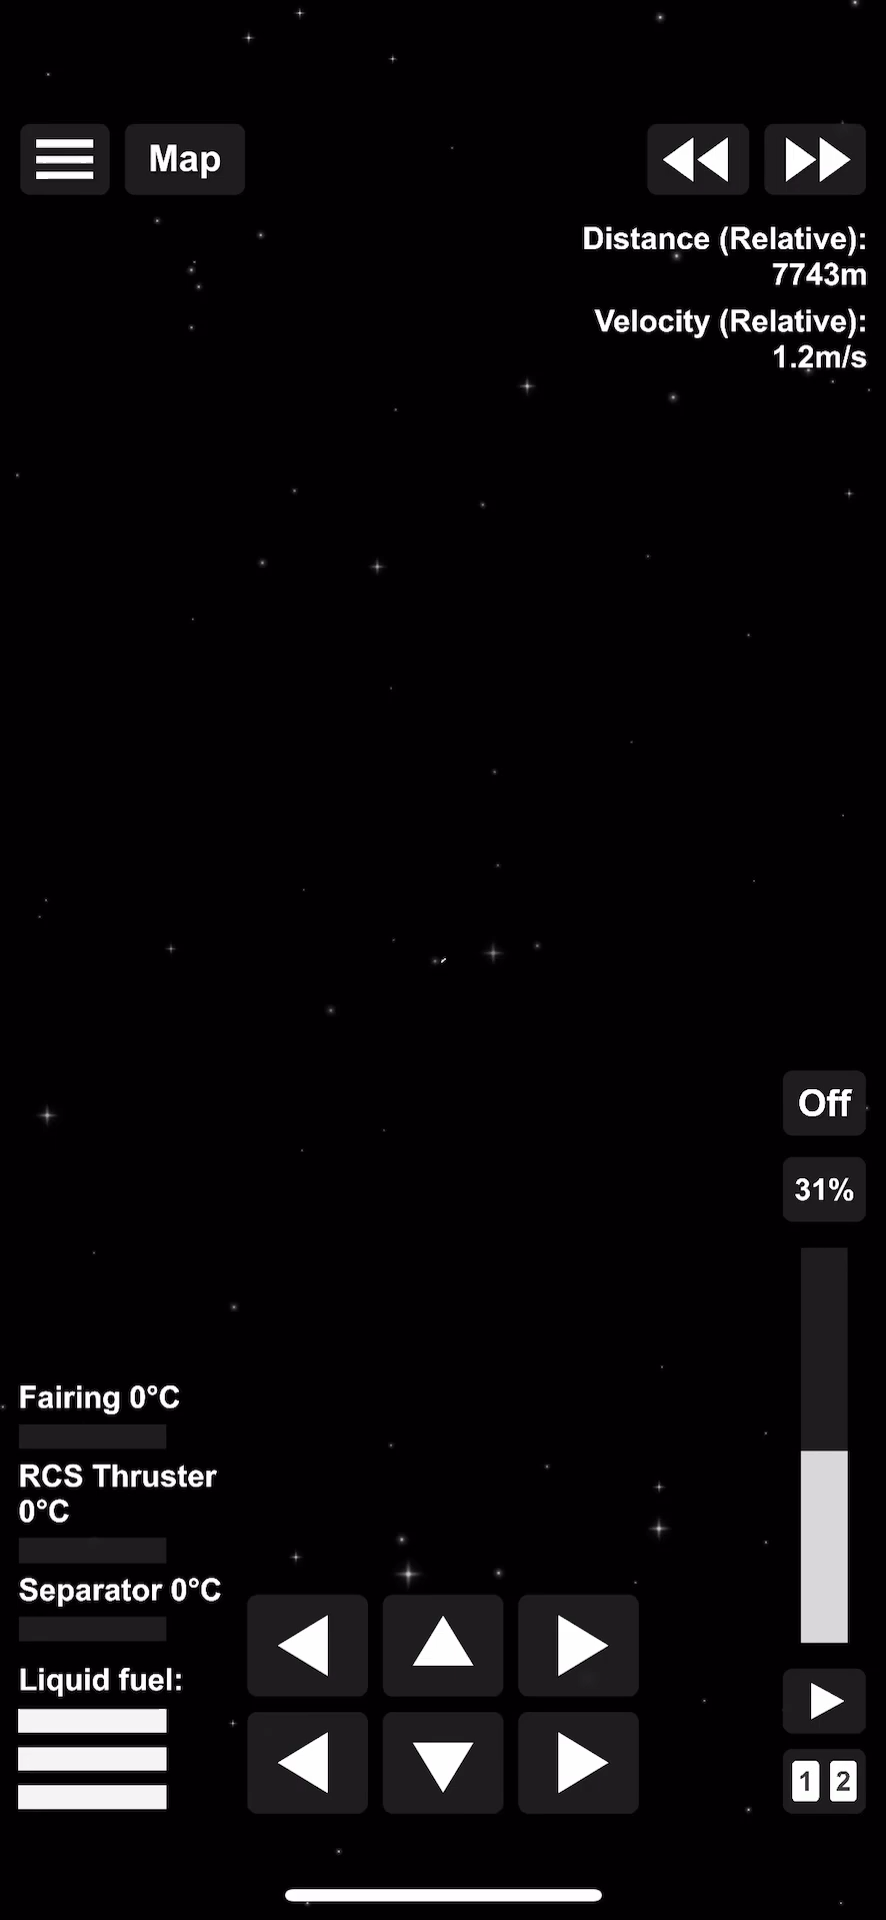 Map
Distance (Relative):
7743m
Velocity (Relative):
1.2m/s
Off
31%
Fairing 0°C
RCS Thruster
0°C
Separator 0°C
Liquid fuel:
1 2